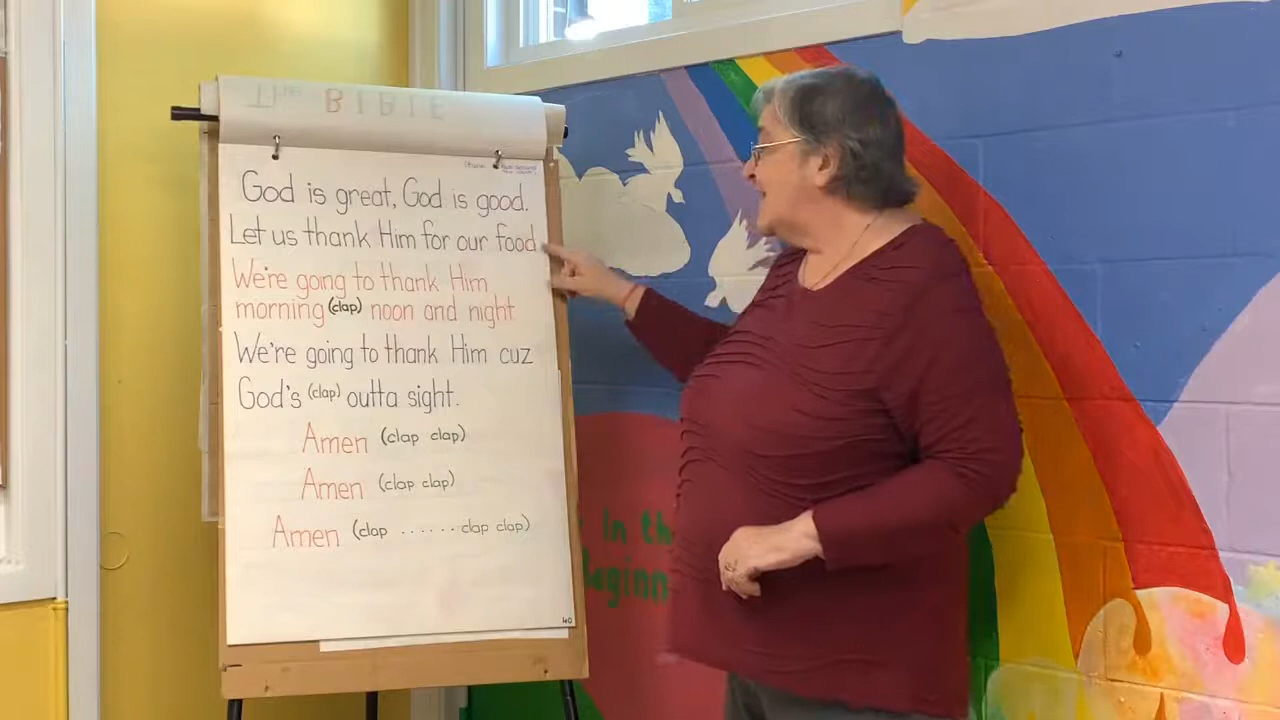 The BIBLE
God is great, God is good.
Let us thank Him for our food
We're going to thank Him
morning (clap) noon and night
We're going to thank Him cuz
God's (clap) outta sight.
Amen (clap clap)
Amen (clap clap)
Amen (clap ...... clap clap)
40
In th
Beginn